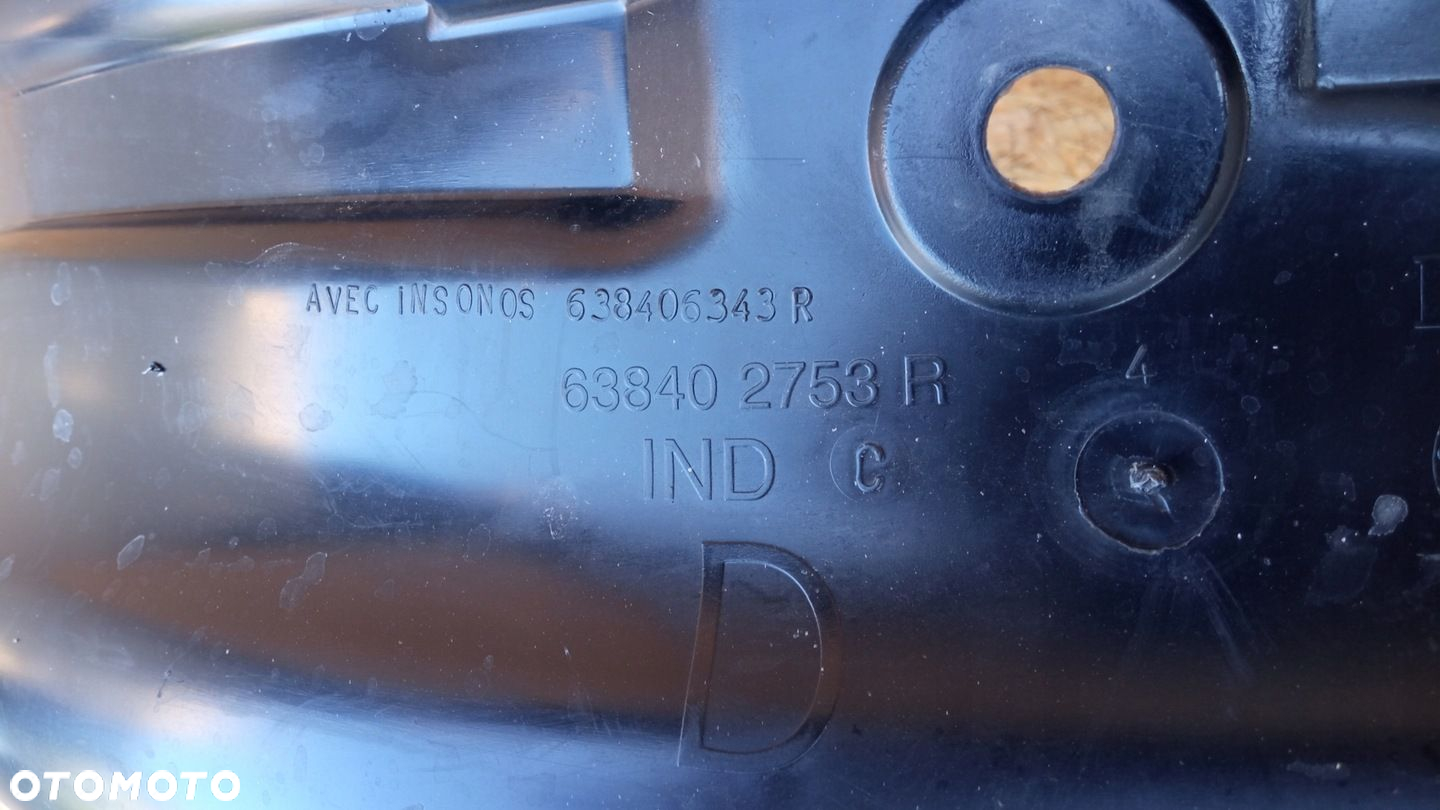 AVEC iNSONOS 638406343 R
63840 2753 R
4
IND C
D
OTOMOTO